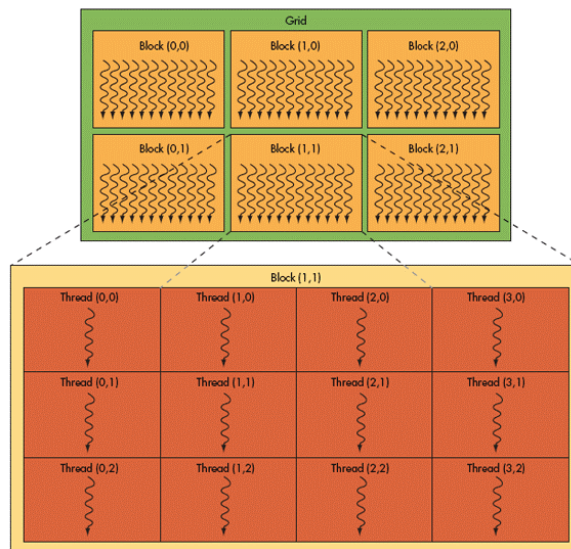 Grid
Block (0,0) Block (1,0) Block (2,0)
Block (0,1) Block (1,1) Block (2,1)
Block (1,1)
Thread (0,0) Thread (1,0) Thread (2,0) Thread (3,0)
Thread (0,1) Thread (1,1) Thread (2,1) Thread (3,1)
Thread (0,2) Thread (1,2) Thread (2,2) Thread (3,2)